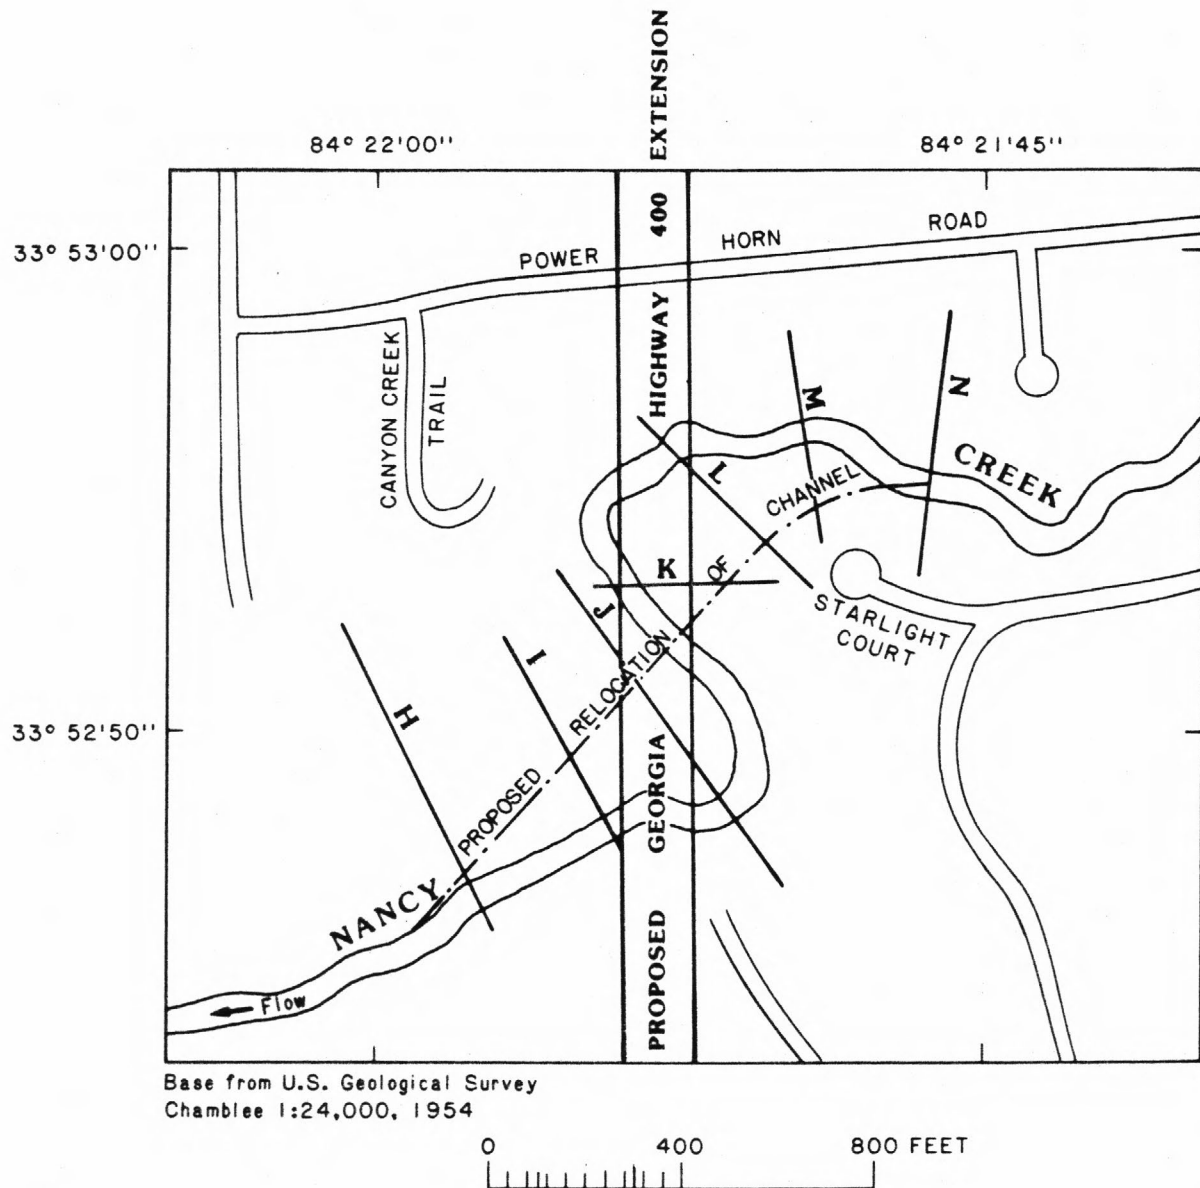 84° 22'00"
84° 21'45"
33° 53'00"
33° 52'50"
PROPOSED GEORGIA HIGHWAY 400 EXTENSION
POWER HORN ROAD
CANYON CREEK
TRAIL
M
N
L
K
J
I
H
NANCY CREEK
PROPOSED RELOCATION OF CHANNEL
STARLIGHT
COURT
Flow
Base from U.S. Geological Survey
Chamblee 1:24,000, 1954
0 400 800 FEET